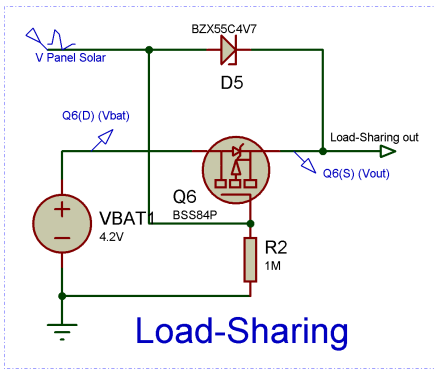 BZX55C4V7
V Panel Solar
D5
Q6(D) (Vbat)
Load-Sharing out
Q6(S) (Vout)
Q6
BSS84P
VBAT1
4.2V
R2
1M
Load-Sharing